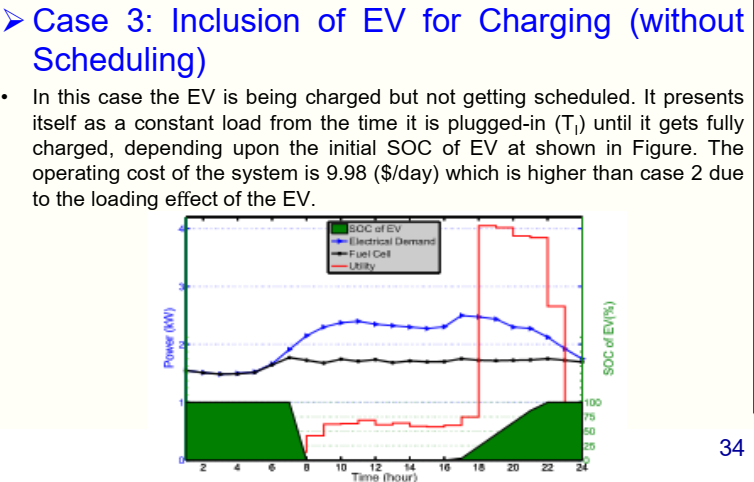 ➢ Case 3: Inclusion of EV for Charging (without
Scheduling)
• In this case the EV is being charged but not getting scheduled. It presents
itself as a constant load from the time it is plugged-in (T_I) until it gets fully
charged, depending upon the initial SOC of EV at shown in Figure. The
operating cost of the system is 9.98 ($/day) which is higher than case 2 due
to the loading effect of the EV.
SOC of EV
Electrical Demand
Fuel Cell
Utility
4
3
2
1
0
Power (kW)
100
75
50
25
0
SOC of EV(%)
2 4 6 8 10 12 14 16 18 20 22 24
Time (hour)
34